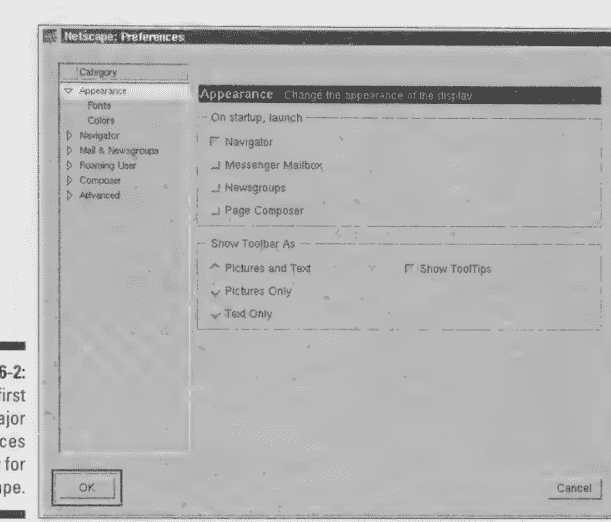 Netscape: Preferences
Category
Appearance
Fonts
Colors
Navigator
Mail & Newsgroups
Roaming User
Composer
Advanced
Appearance Change the appearance of the display
On startup, launch
Navigator
Messenger Mailbox
Newsgroups
Page Composer
Show Toolbar As
Pictures and Text
Show ToolTips
Pictures Only
Text Only
OK
Cancel
6-2:
first
ajor
ces
for
ape.